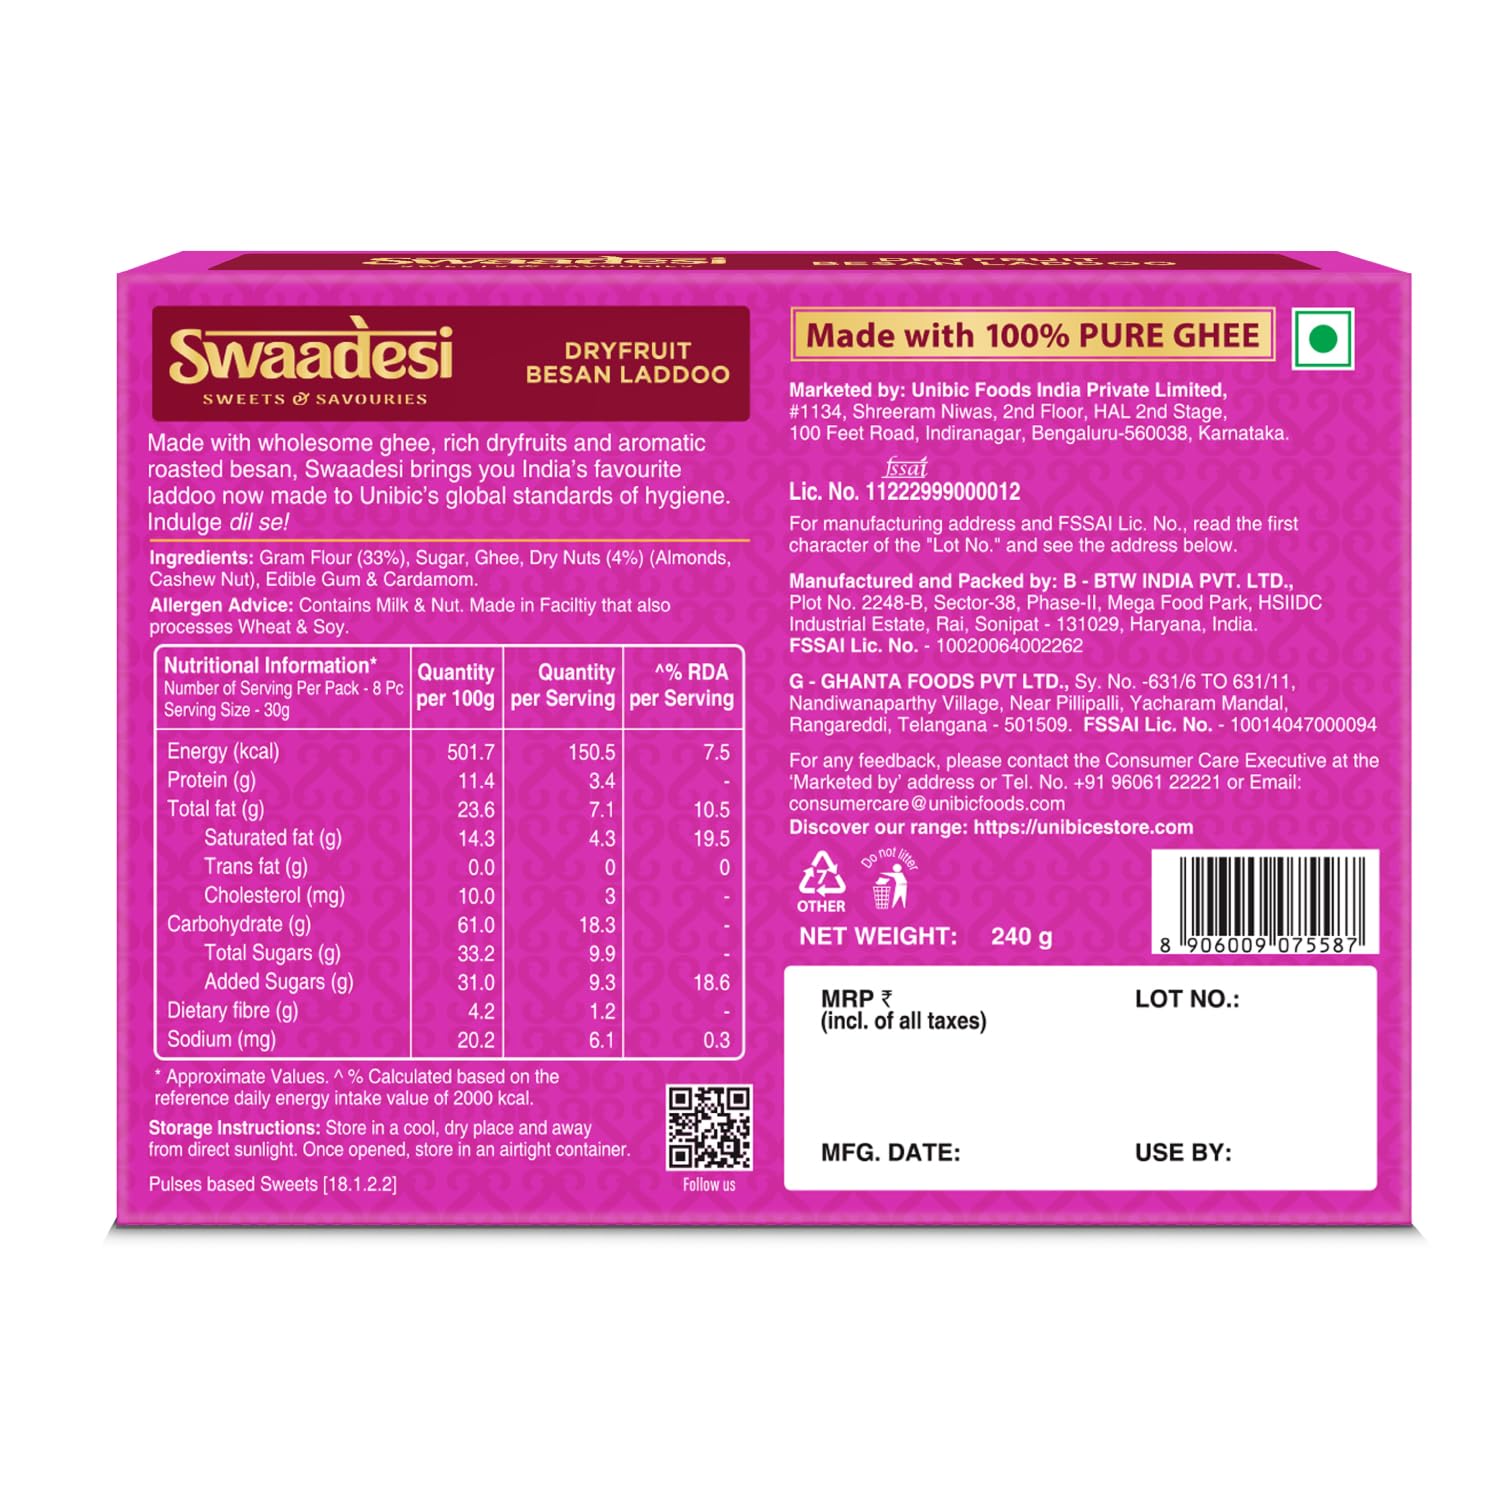 Swaadesi
SWEETS & SAVOURIES
DRYFRUIT
BESAN LADDOO
Swaadesi
SWEETS & SAVOURIES
DRYFRUIT
BESAN LADDOO
Made with wholesome ghee, rich dryfruits and aromatic
roasted besan, Swaadesi brings you India's favourite
laddoo now made to Unibic's global standards of hygiene.
Indulge dil se!
Ingredients: Gram Flour (33%), Sugar, Ghee, Dry Nuts (4%) (Almonds,
Cashew Nut), Edible Gum & Cardamom.
Allergen Advice: Contains Milk & Nut. Made in Faciltiy that also
processes Wheat & Soy.
Nutritional Information*
Number of Serving Per Pack - 8 Pc
Serving Size - 30g
Quantity
per 100g
Quantity
per Serving
^% RDA
per Serving
Energy (kcal) 501.7 150.5 7.5
Protein (g) 11.4 3.4 -
Total fat (g) 23.6 7.1 10.5
Saturated fat (g) 14.3 4.3 19.5
Trans fat (g) 0.0 0 0
Cholesterol (mg) 10.0 3 -
Carbohydrate (g) 61.0 18.3 -
Total Sugars (g) 33.2 9.9 -
Added Sugars (g) 31.0 9.3 18.6
Dietary fibre (g) 4.2 1.2 -
Sodium (mg) 20.2 6.1 0.3
* Approximate Values. ^ % Calculated based on the
reference daily energy intake value of 2000 kcal.
Storage Instructions: Store in a cool, dry place and away
from direct sunlight. Once opened, store in an airtight container.
Pulses based Sweets [18.1.2.2]
Follow us
Made with 100% PURE GHEE
Marketed by: Unibic Foods India Private Limited,
#1134, Shreeram Niwas, 2nd Floor, HAL 2nd Stage,
100 Feet Road, Indiranagar, Bengaluru-560038, Karnataka.
fssai
Lic. No. 11222999000012
For manufacturing address and FSSAI Lic. No., read the first
character of the "Lot No." and see the address below.
Manufactured and Packed by: B - BTW INDIA PVT. LTD.,
Plot No. 2248-B, Sector-38, Phase-II, Mega Food Park, HSIIDC
Industrial Estate, Rai, Sonipat - 131029, Haryana, India.
FSSAI Lic. No. - 10020064002262
G - GHANTA FOODS PVT LTD., Sy. No. -631/6 TO 631/11,
Nandiwanaparthy Village, Near Pillipalli, Yacharam Mandal,
Rangareddi, Telangana - 501509. FSSAI Lic. No. - 10014047000094
For any feedback, please contact the Consumer Care Executive at the
'Marketed by' address or Tel. No. +91 96061 22221 or Email:
consumercare@unibicfoods.com
Discover our range: https://unibicestore.com
7
OTHER
Do not litter
NET WEIGHT: 240 g
8 906009 075587
MRP ₹
(incl. of all taxes)
LOT NO.:
MFG. DATE:
USE BY: